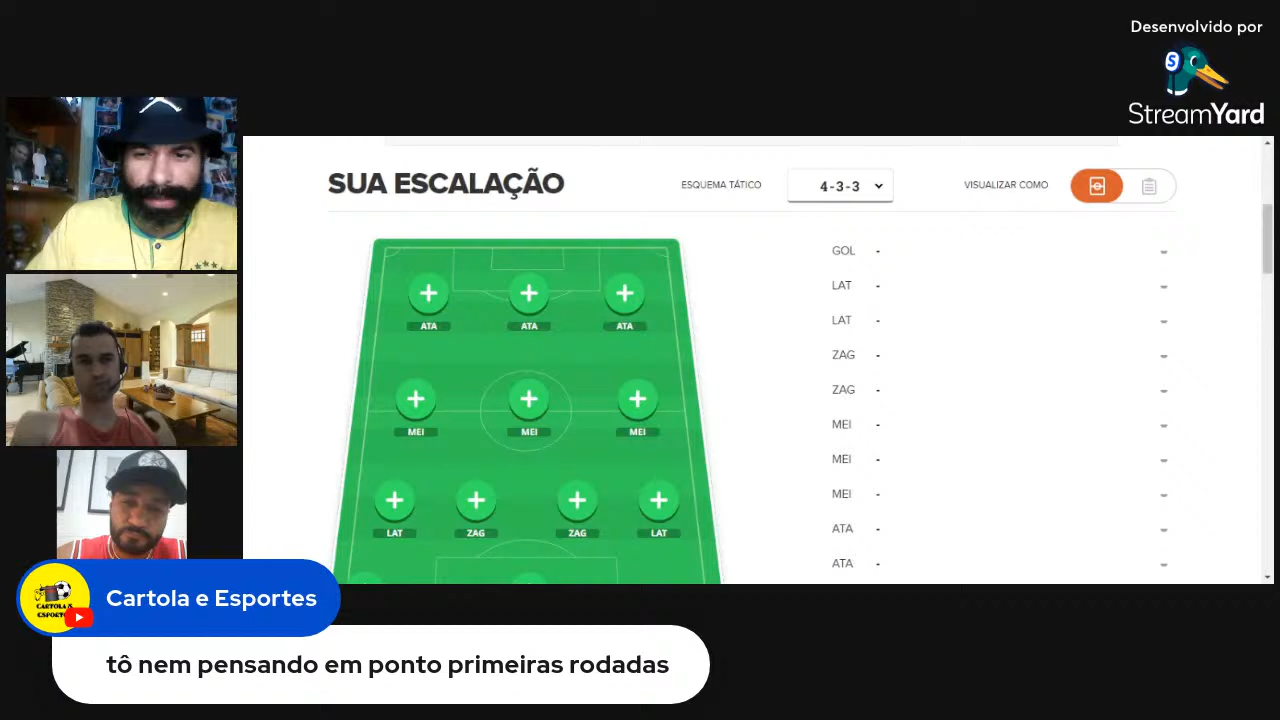 Desenvolvido por
StreamYard
SUA ESCALAÇÃO
ESQUEMA TÁTICO
4-3-3
VISUALIZAR COMO
ATA
ATA
ATA
MEI
MEI
MEI
LAT
ZAG
ZAG
LAT
GOL -
LAT -
LAT -
ZAG -
ZAG -
MEI -
MEI -
MEI -
ATA -
ATA -
CARTOLA E
ESPORTES
Cartola e Esportes
tô nem pensando em ponto primeiras rodadas